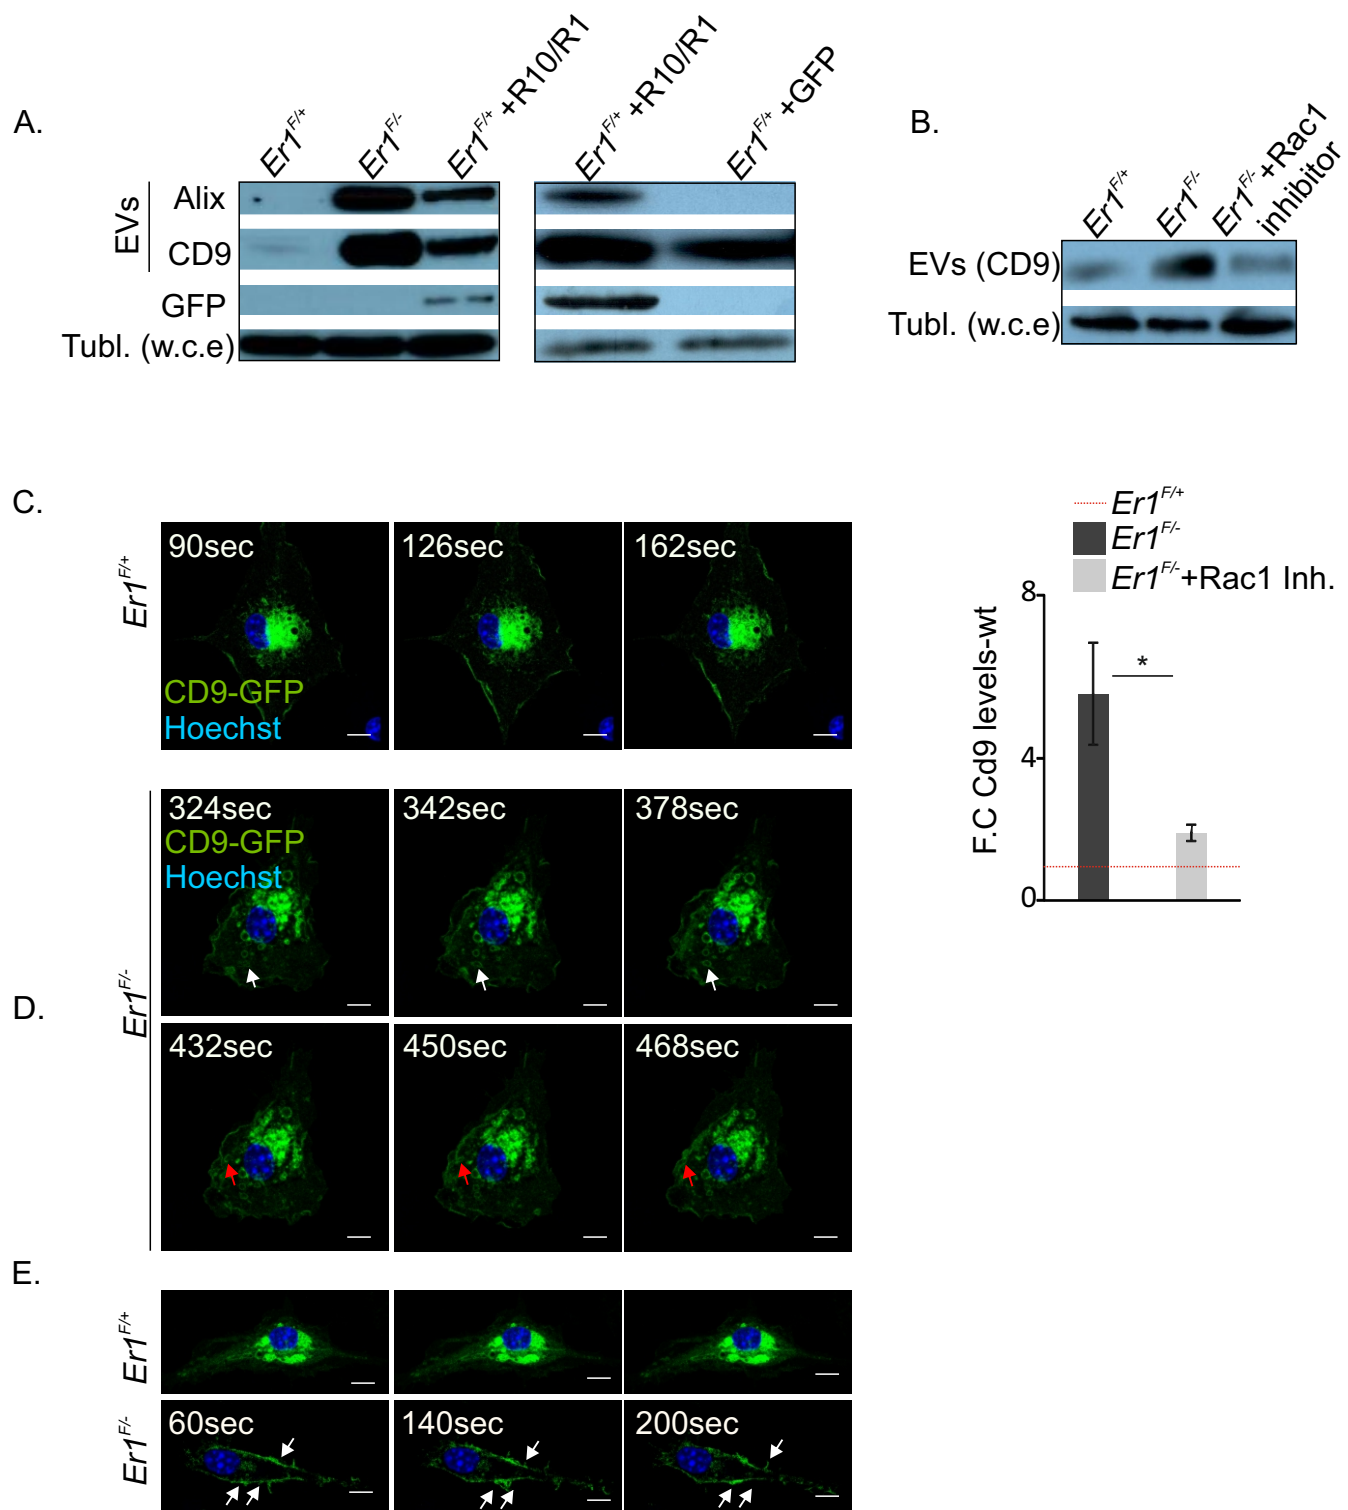 A.
Er1F/+
Er1F/-
Er1F/+ +R10/R1
Er1F/+ +R10/R1
Er1F/+ +GFP
EVs
Alix
CD9
GFP
Tubl. (w.c.e)
B.
Er1F/+
Er1F/-
Er1F/- +Rac1
inhibitor
EVs (CD9)
Tubl. (w.c.e)
Er1F/+
Er1F/-
Er1F/-+Rac1 Inh.
F.C Cd9 levels-wt
8
4
0
*
C.
Er1F/+
90sec
126sec
162sec
CD9-GFP
Hoechst
D.
Er1F/-
324sec
342sec
378sec
CD9-GFP
Hoechst
432sec
450sec
468sec
E.
Er1F/+
Er1F/-
60sec
140sec
200sec